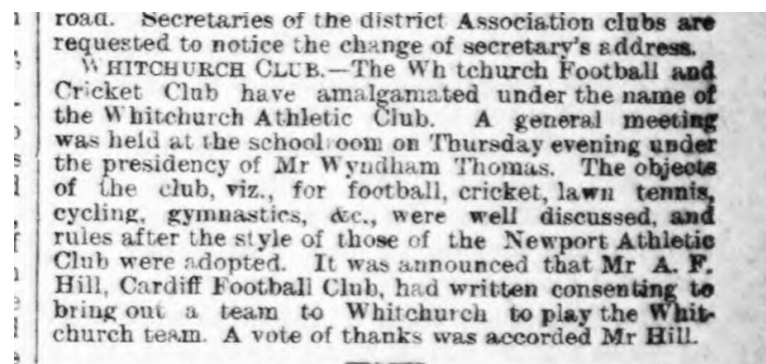 road. Secretaries of the district Association clubs are
requested to notice the change of secretary's address.
WHITCHURCH CLUB.—The Wh tchurch Football and
Cricket Club have amalgamated under the name of
the Whitchurch Athletic Club. A general meeting
was held at the schoolroom on Thursday evening under
the presidency of Mr Wyndham Thomas. The objects
of the club, viz., for football, cricket, lawn tennis,
cycling, gymnastics, &c., were well discussed, and
rules after the style of those of the Newport Athletic
Club were adopted. It was announced that Mr A. F.
Hill, Cardiff Football Club, had written consenting to
bring out a team to Whitchurch to play the Whit-
church team. A vote of thanks was accorded Mr Hill.